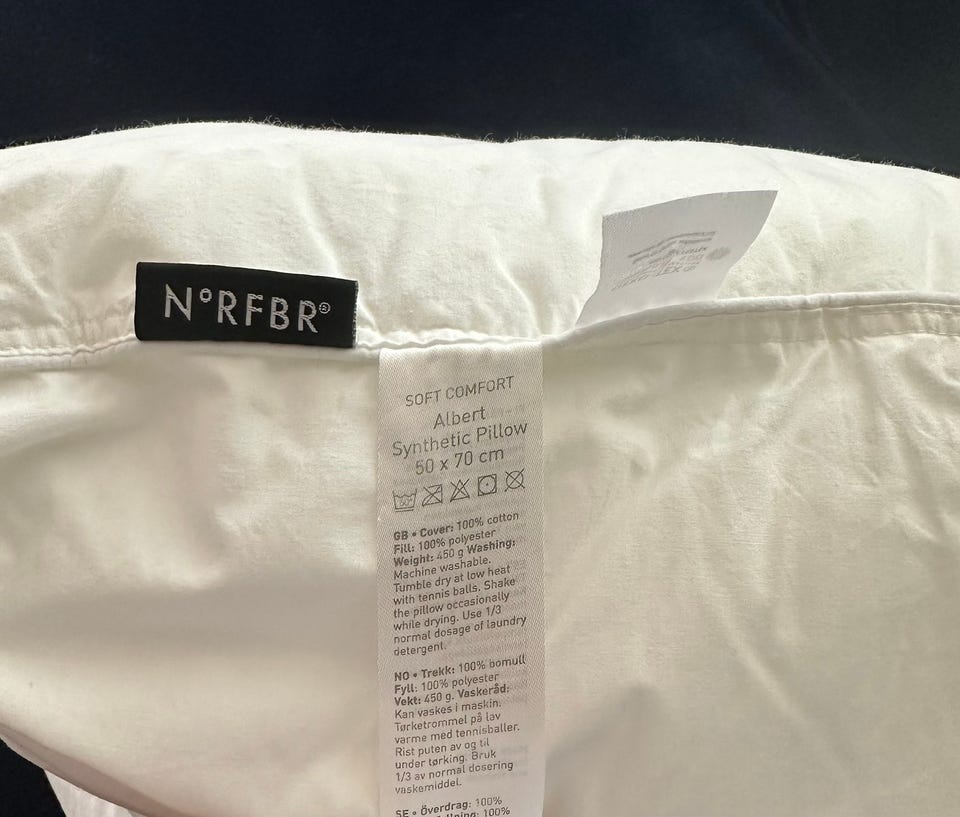 N°RFBR®
SOFT COMFORT
Albert
Synthetic Pillow
50 x 70 cm
GB • Cover: 100% cotton
Fill: 100% polyester
Weight: 450 g Washing:
Machine washable.
Tumble dry at low heat
with tennis balls. Shake
the pillow occasionally
while drying. Use 1/3
normal dosage of laundry
detergent.
NO • Trekk: 100% bomull
Fyll: 100% polyester
Vekt: 450 g. Vaskeråd:
Kan vaskes i maskin.
Tørketrommel på lav
varme med tennisballer.
Rist puten av og til
under tørking. Bruk
1/3 av normal dosering
vaskemiddel.
SE • Överdrag: 100%
100%